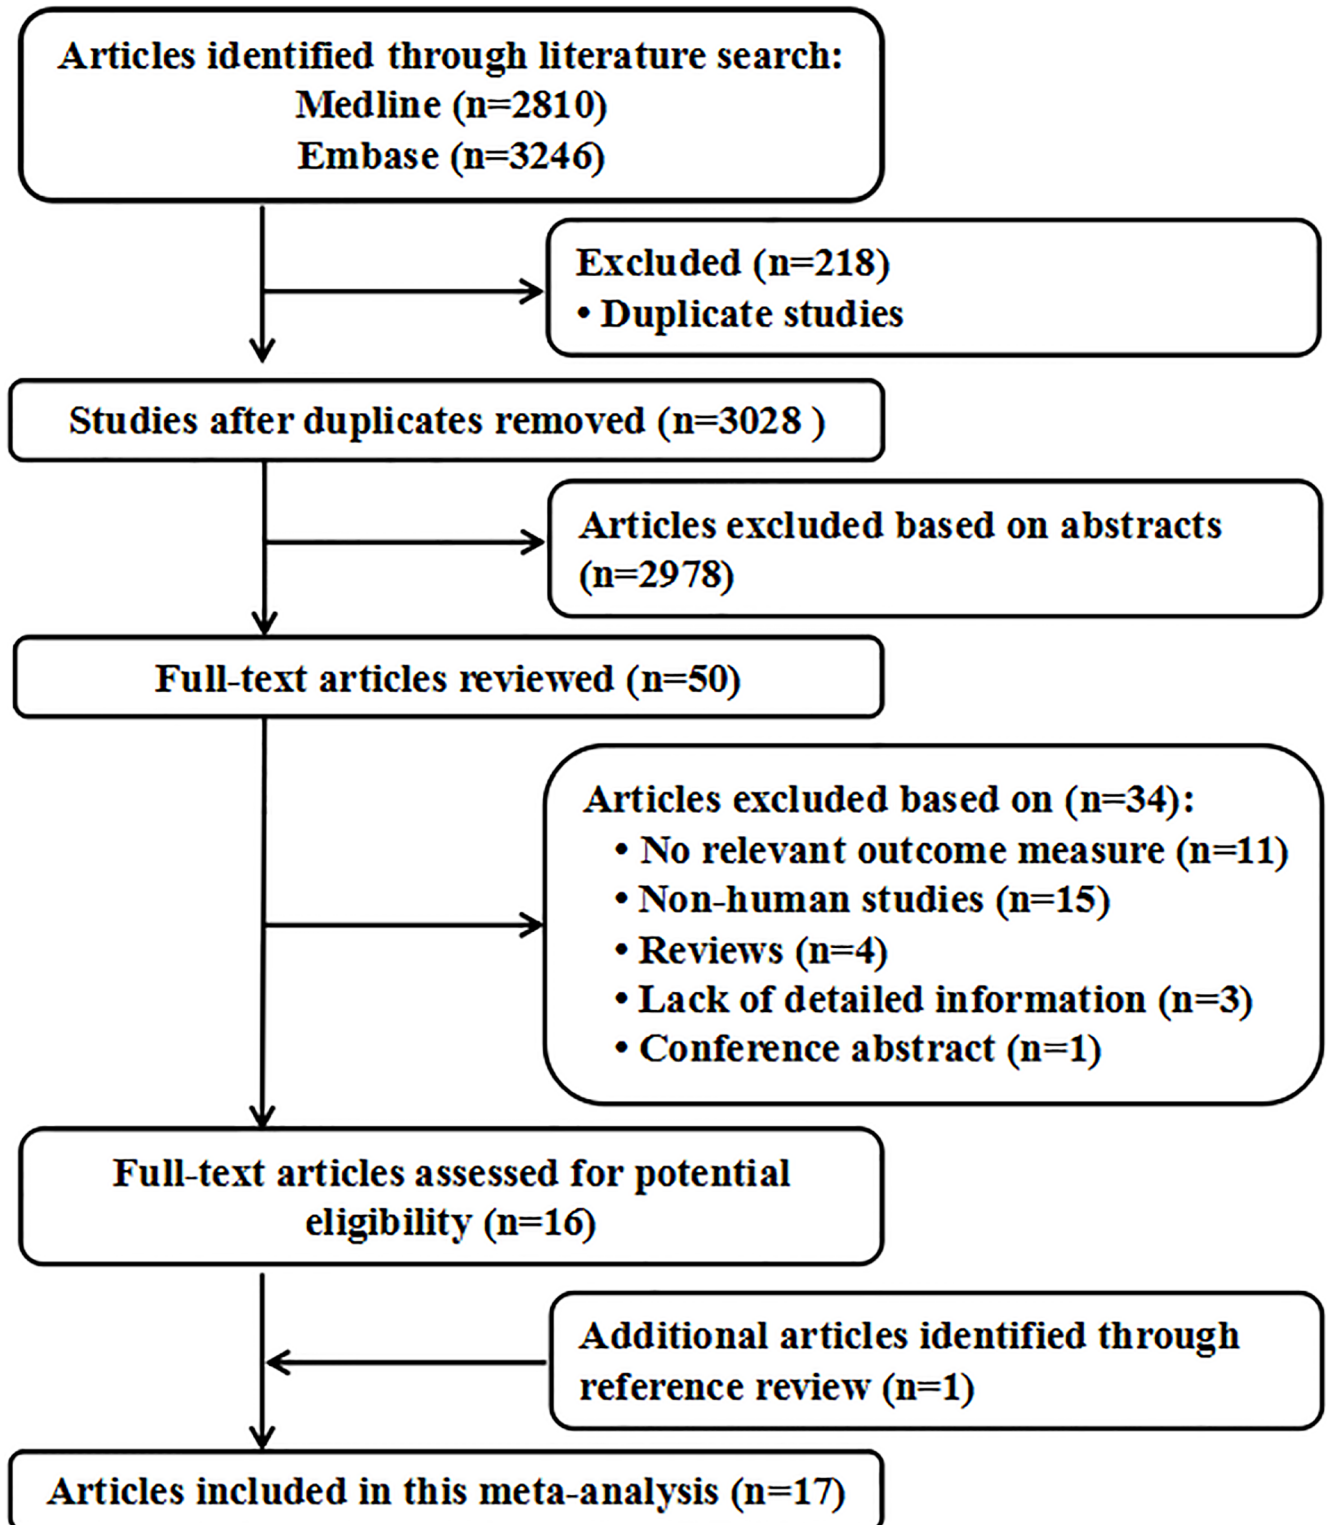 Articles identified through literature search:
Medline (n=2810)
Embase (n=3246)
Excluded (n=218)
• Duplicate studies
Studies after duplicates removed (n=3028 )
Articles excluded based on abstracts
(n=2978)
Full-text articles reviewed (n=50)
Articles excluded based on (n=34):
• No relevant outcome measure (n=11)
• Non-human studies (n=15)
• Reviews (n=4)
• Lack of detailed information (n=3)
• Conference abstract (n=1)
Full-text articles assessed for potential
eligibility (n=16)
Additional articles identified through
reference review (n=1)
Articles included in this meta-analysis (n=17)